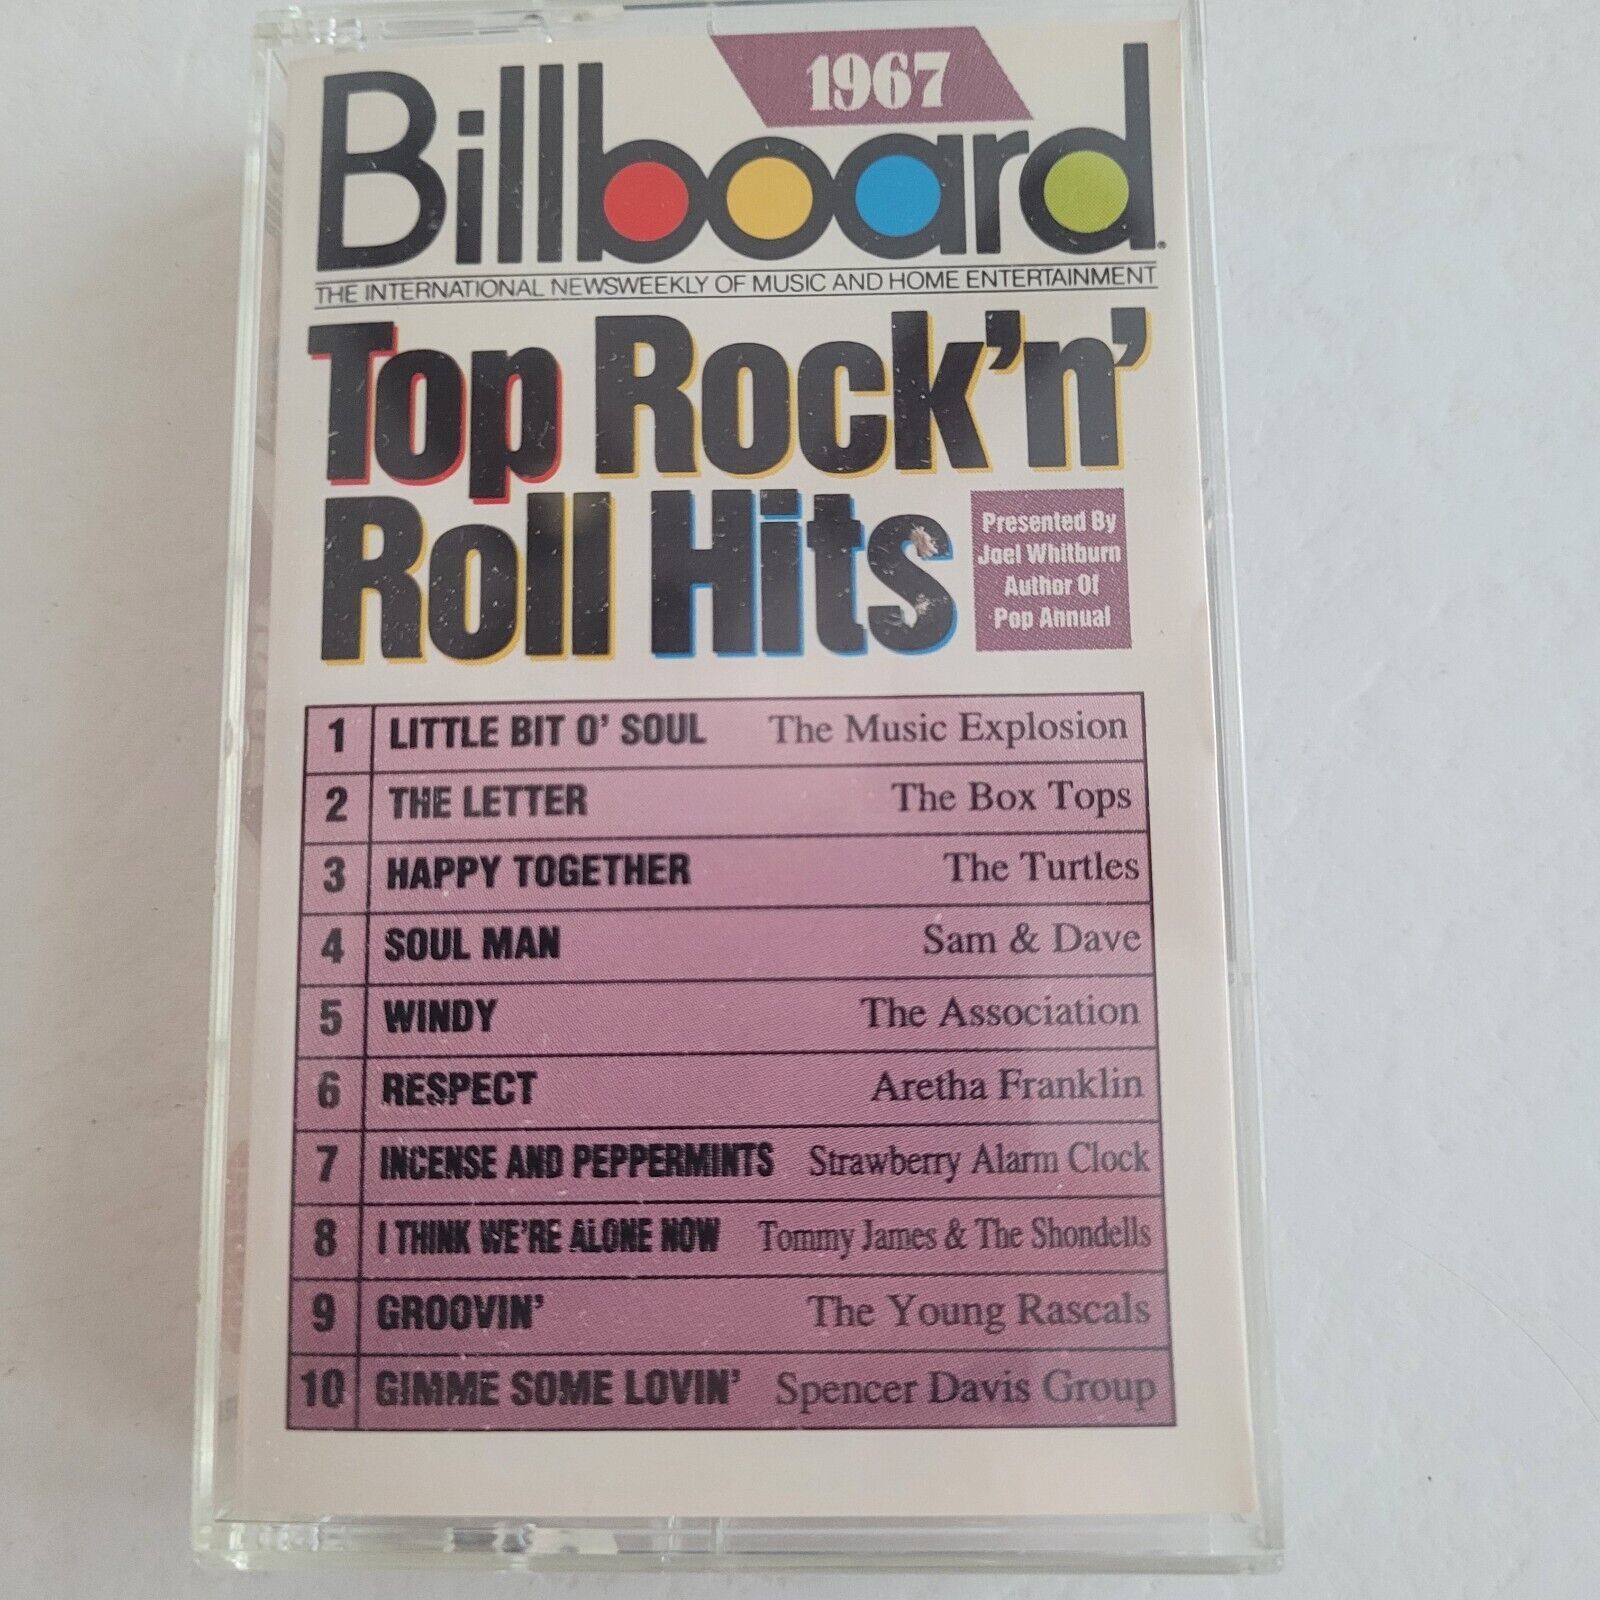 1967
Billboard®
THE INTERNATIONAL NEWSWEEKLY OF MUSIC AND HOME ENTERTAINMENT
Top Rock'n'
Roll Hits
Presented By
Joel Whitburn
Author Of
Pop Annual
1 LITTLE BIT O' SOUL The Music Explosion
2 THE LETTER The Box Tops
3 HAPPY TOGETHER The Turtles
4 SOUL MAN Sam & Dave
5 WINDY The Association
6 RESPECT Aretha Franklin
7 INCENSE AND PEPPERMINTS Strawberry Alarm Clock
8 I THINK WE'RE ALONE NOW Tommy James & The Shondells
9 GROOVIN' The Young Rascals
10 GIMME SOME LOVIN' Spencer Davis Group